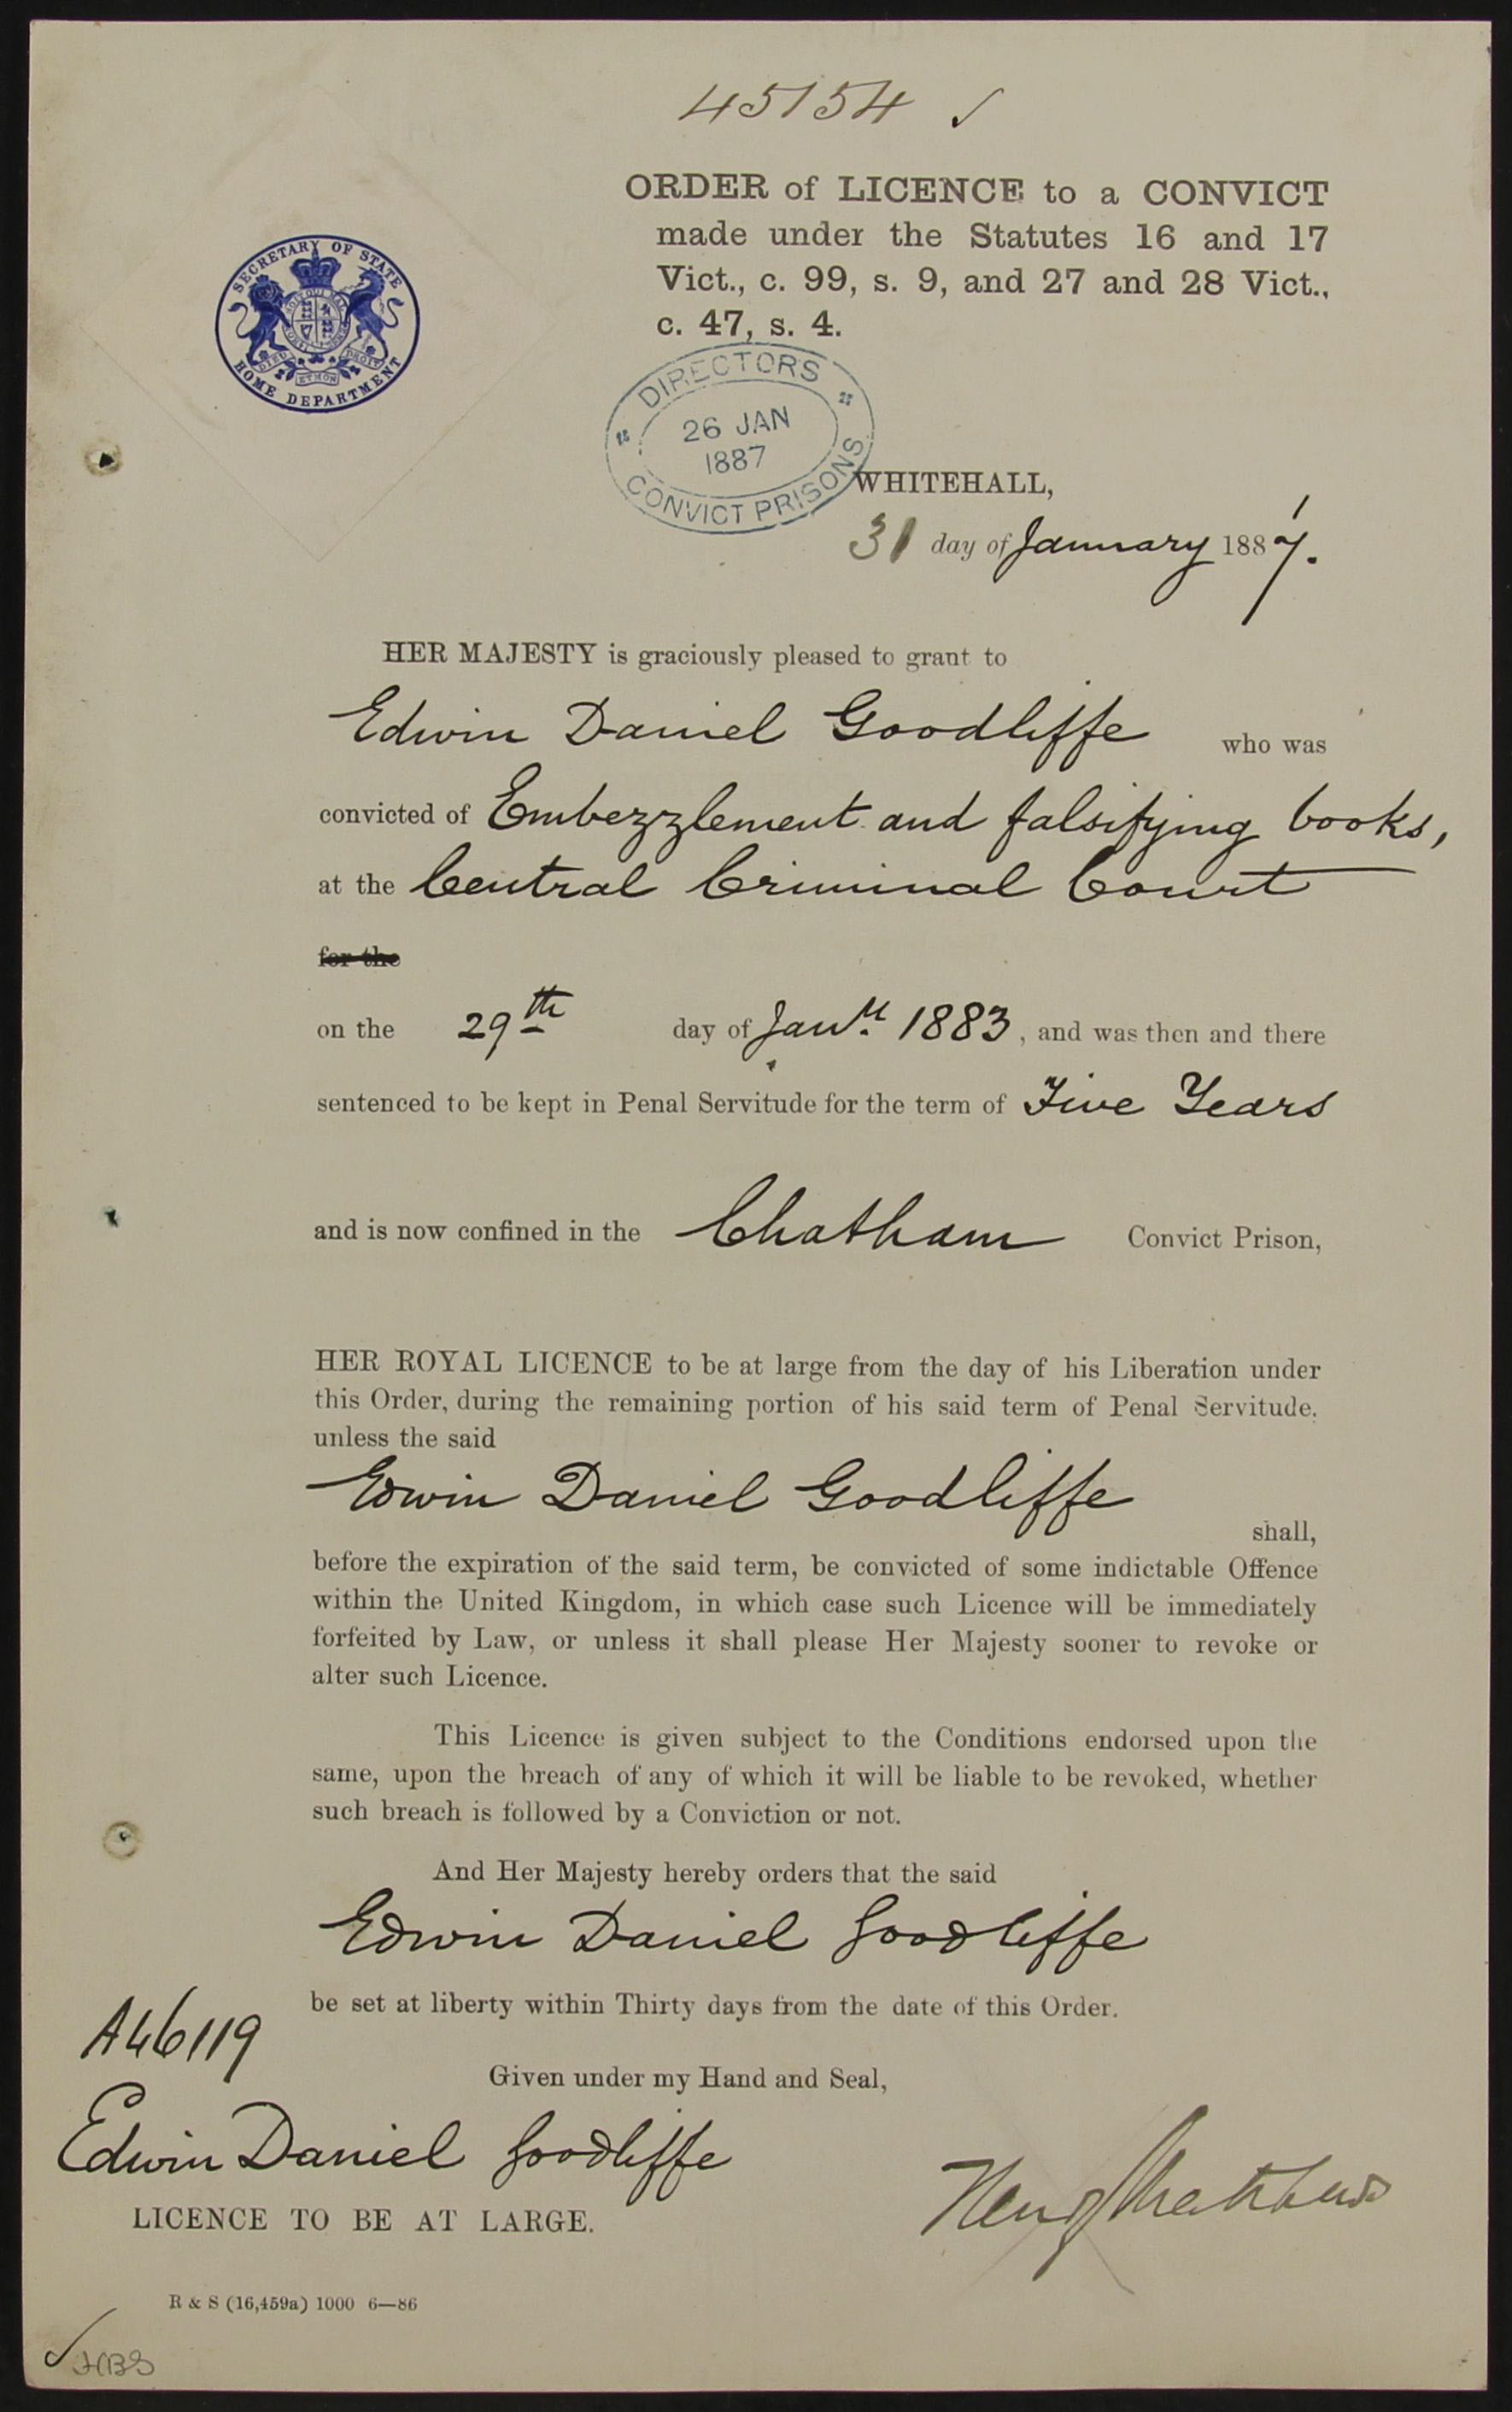 45154
ORDER of LICENCE to a CONVICT
made under the Statutes 16 and 17
Vict., c. 99, s. 9, and 27 and 28 Vict.,
c. 47, s. 4.
SECRETARY OF STATE
HOME DEPARTMENT
DIRECTORS
26 JAN
1887
CONVICT PRISONS
WHITEHALL,
31 day of January 1887.
HER MAJESTY is graciously pleased to grant to
Edwin Daniel Goodliffe who was
convicted of Embezzlement and falsifying books,
at the Central Criminal Court
for the
on the 29th day of Jany. 1883, and was then and there
sentenced to be kept in Penal Servitude for the term of Five Years
and is now confined in the Chatham Convict Prison,
HER ROYAL LICENCE to be at large from the day of his Liberation under
this Order, during the remaining portion of his said term of Penal Servitude,
unless the said
Edwin Daniel Goodliffe
shall,
before the expiration of the said term, be convicted of some indictable Offence
within the United Kingdom, in which case such Licence will be immediately
forfeited by Law, or unless it shall please Her Majesty sooner to revoke or
alter such Licence.
This Licence is given subject to the Conditions endorsed upon the
same, upon the breach of any of which it will be liable to be revoked, whether
such breach is followed by a Conviction or not.
And Her Majesty hereby orders that the said
Edwin Daniel Goodliffe
be set at liberty within Thirty days from the date of this Order.
A46119
Given under my Hand and Seal,
Edwin Daniel Goodliffe
Henry Matthews
LICENCE TO BE AT LARGE.
R & S (16,459a) 1000 6—86